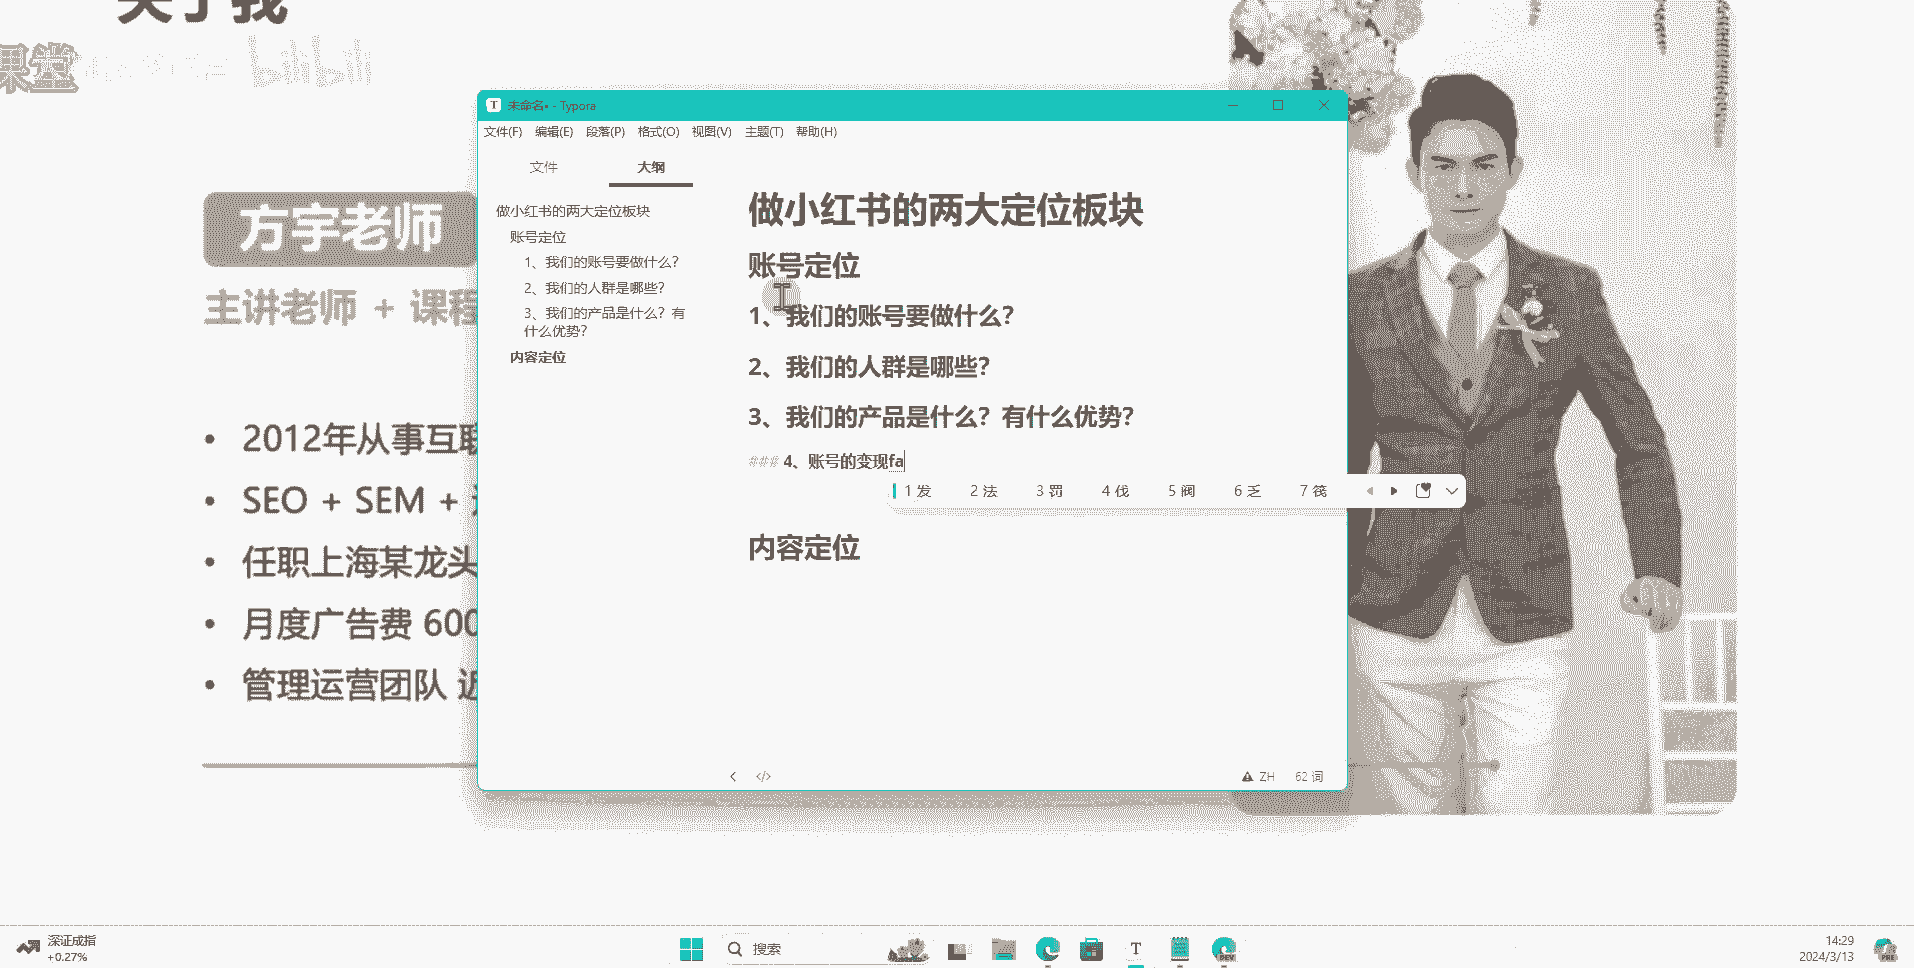 关于我
课堂
bilibili
方宇老师
主讲老师 + 课程
2012年从事互联
SEO + SEM +
任职上海某龙头
月度广告费 600
管理运营团队 近
未命名• - Typora
文件(F) 编辑(E) 段落(P) 格式(O) 视图(V) 主题(T) 帮助(H)
文件 大纲
做小红书的两大定位板块
账号定位
1、我们的账号要做什么？
2、我们的人群是哪些？
3、我们的产品是什么？有
什么优势？
内容定位
做小红书的两大定位板块
账号定位
1、我们的账号要做什么？
2、我们的人群是哪些？
3、我们的产品是什么？有什么优势？
### 4、账号的变现fa
1 发 2 法 3 罚 4 伐 5 阀 6 乏 7 筏
内容定位
ZH 62 词
深证成指
+0.27%
搜索
T
DEV
14:29
2024/3/13
PRE